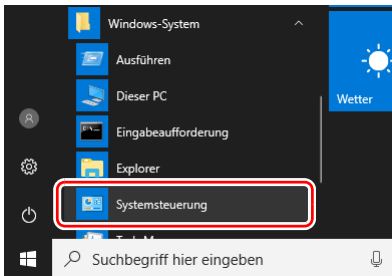 Windows-System
Ausführen
Dieser PC
Wetter
Eingabeaufforderung
Explorer
Systemsteuerung
Suchbegriff hier eingeben